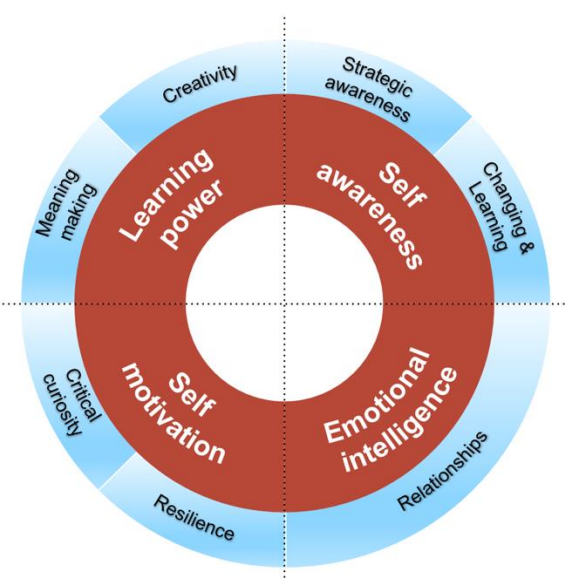 Creativity
Strategic
awareness
Meaning
making
Learning
power
Self
awareness
Changing &
Learning
Critical
curiosity
Self
motivation
Emotional
intelligence
Resilience
Relationships